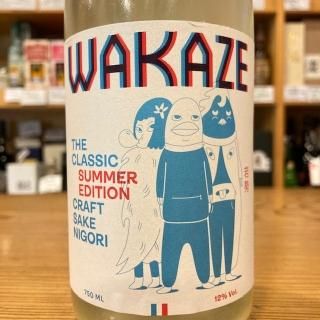 WAKAZE
THE
CLASSIC
SUMMER
EDITION
CRAFT
SAKE
NIGORI
750 ML
12% Vol.